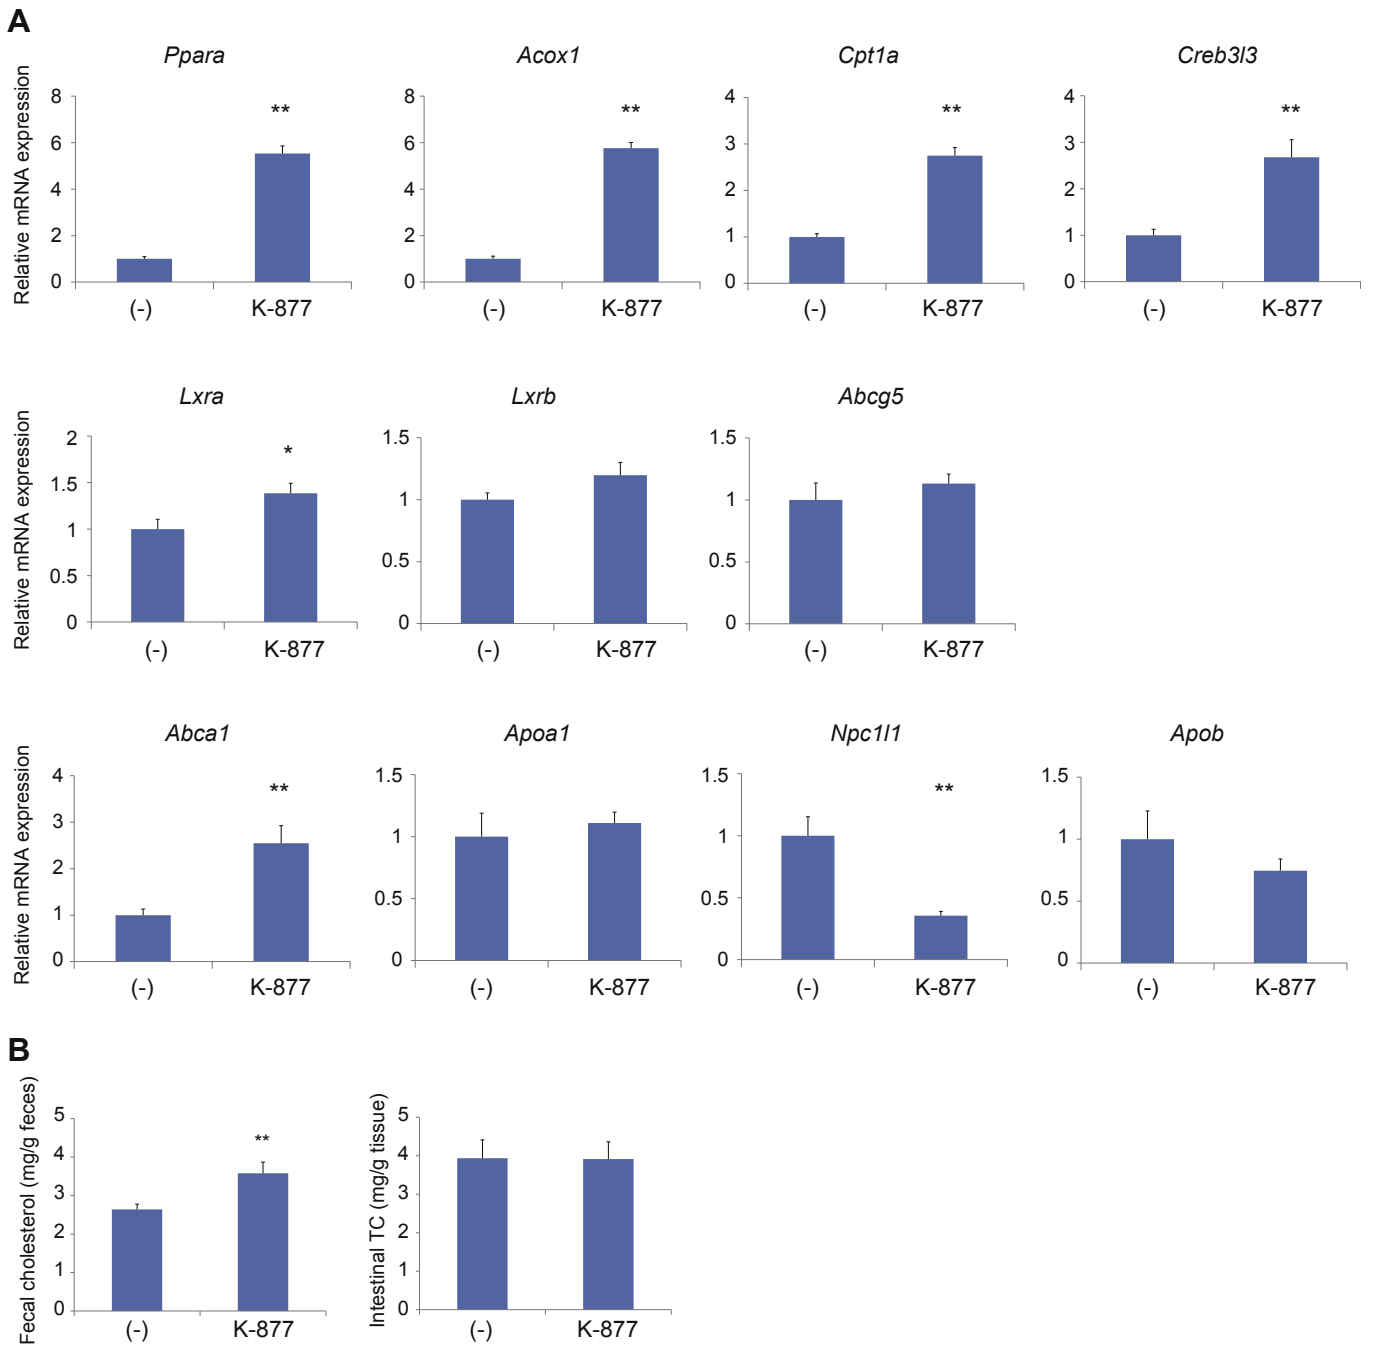 A
Ppara
Acox1
Cpt1a
Creb3l3
Relative mRNA expression
8
6
4
2
0
(-)
K-877
**
8
6
4
2
0
(-)
K-877
**
4
3
2
1
0
(-)
K-877
**
4
3
2
1
0
(-)
K-877
**
Lxra
Lxrb
Abcg5
Relative mRNA expression
2
1.5
1
0.5
0
(-)
K-877
*
1.5
1
0.5
0
(-)
K-877
1.5
1
0.5
0
(-)
K-877
Abca1
Apoa1
Npc1l1
Apob
Relative mRNA expression
4
3
2
1
0
(-)
K-877
**
1.5
1
0.5
0
(-)
K-877
1.5
1
0.5
0
(-)
K-877
**
1.5
1
0.5
0
(-)
K-877
B
Fecal cholesterol (mg/g feces)
5
4
3
2
1
0
(-)
K-877
**
Intestinal TC (mg/g tissue)
5
4
3
2
1
0
(-)
K-877